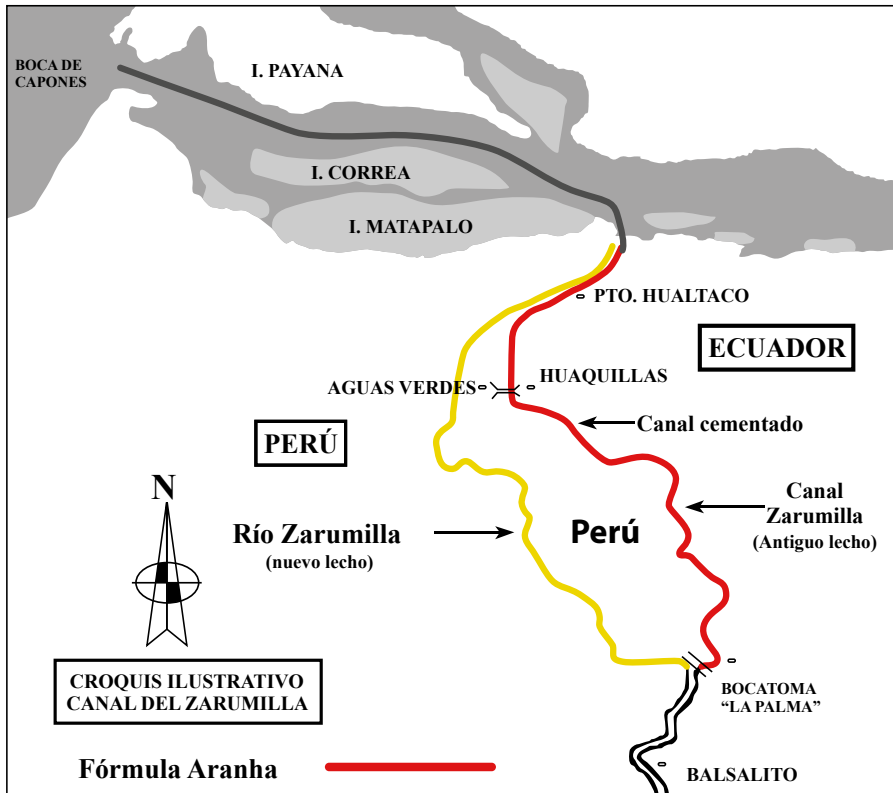 BOCA DE
CAPONES
I. PAYANA
I. CORREA
I. MATAPALO
PTO. HUALTACO
ECUADOR
AGUAS VERDES
HUAQUILLAS
Canal cementado
PERÚ
N
Río Zarumilla
(nuevo lecho)
Perú
Canal
Zarumilla
(Antiguo lecho)
CROQUIS ILUSTRATIVO
CANAL DEL ZARUMILLA
BOCATOMA
“LA PALMA”
Fórmula Aranha
BALSALITO